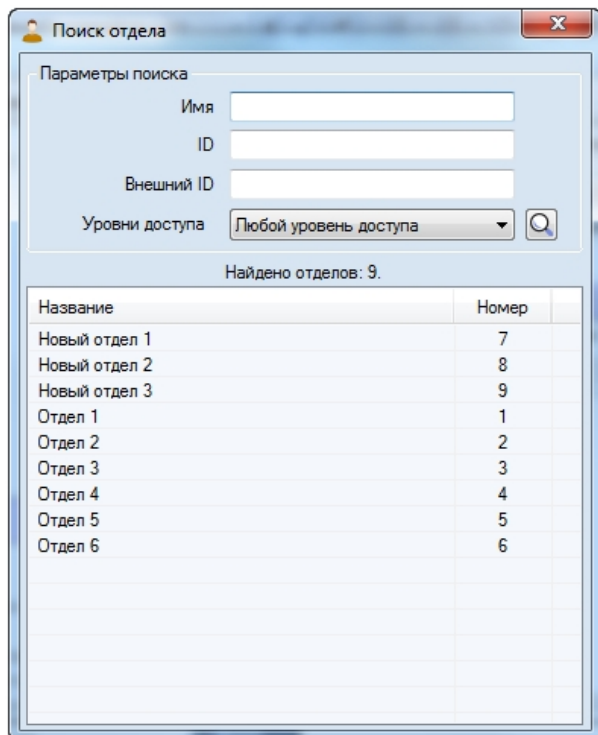 Поиск отдела
Параметры поиска
Имя
ID
Внешний ID
Уровни доступа Любой уровень доступа
Найдено отделов: 9.
Название Номер
Новый отдел 1 7
Новый отдел 2 8
Новый отдел 3 9
Отдел 1 1
Отдел 2 2
Отдел 3 3
Отдел 4 4
Отдел 5 5
Отдел 6 6